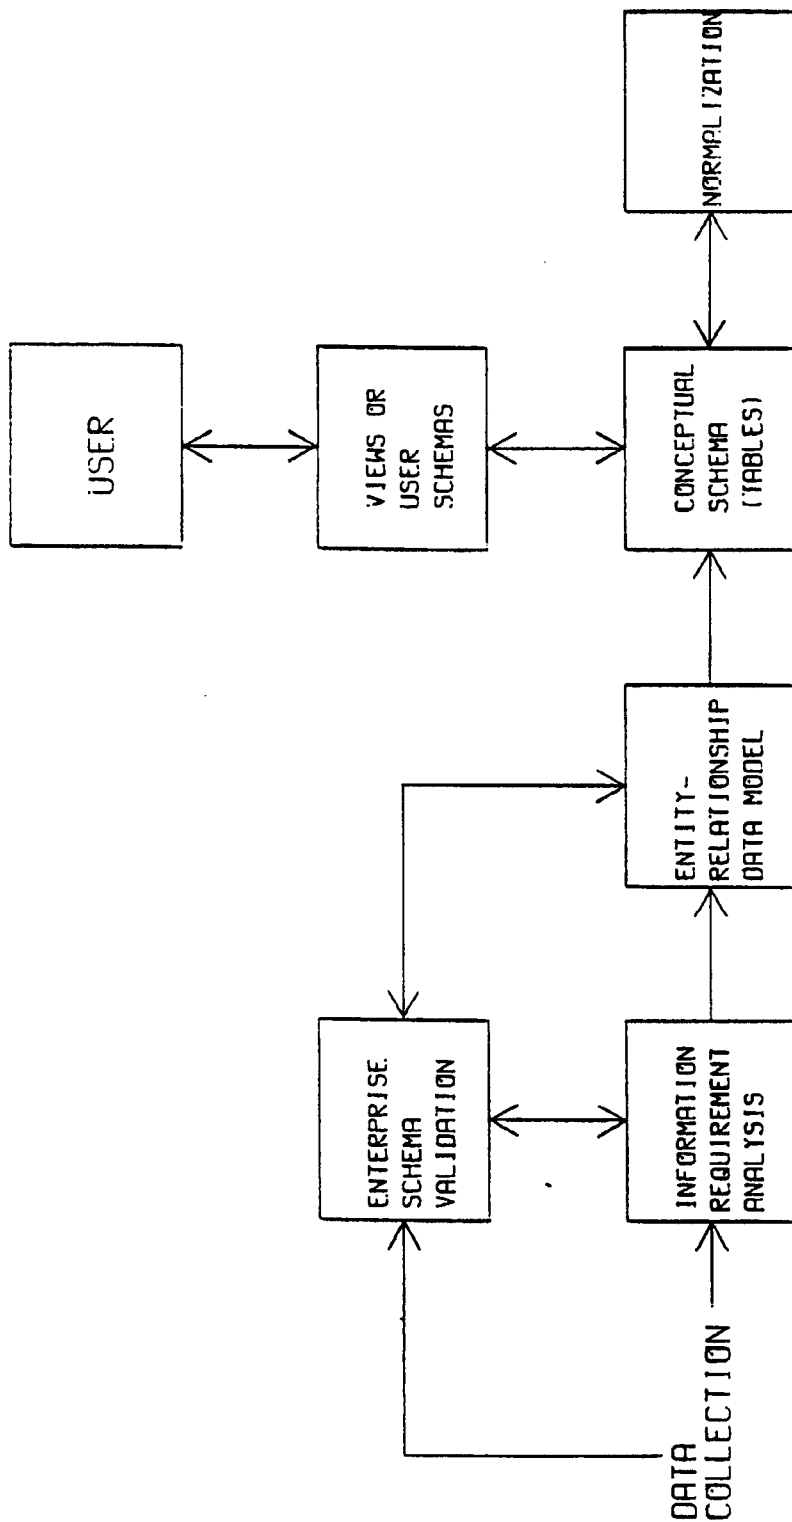 DATA
COLLECTION
ENTERPRISE
SCHEMA
VALIDATION
INFORMATION
REQUIREMENT
ANALYSIS
ENTITY-
RELATIONSHIP
DATA MODEL
USER
VIEWS OR
USER
SCHEMAS
CONCEPTUAL
SCHEMA
(TABLES)
NORMALIZATION